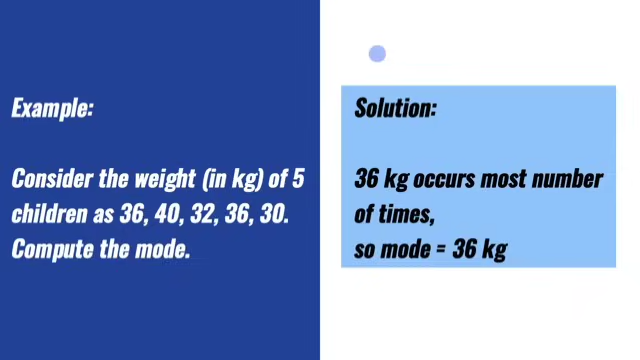 Example:
Consider the weight (in kg) of 5
children as 36, 40, 32, 36, 30.
Compute the mode.
Solution:
36 kg occurs most number
of times,
so mode = 36 kg